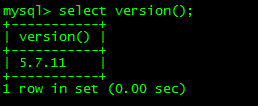 mysql> select version();
+-----------+
| version() |
+-----------+
| 5.7.11    |
+-----------+
1 row in set (0.00 sec)